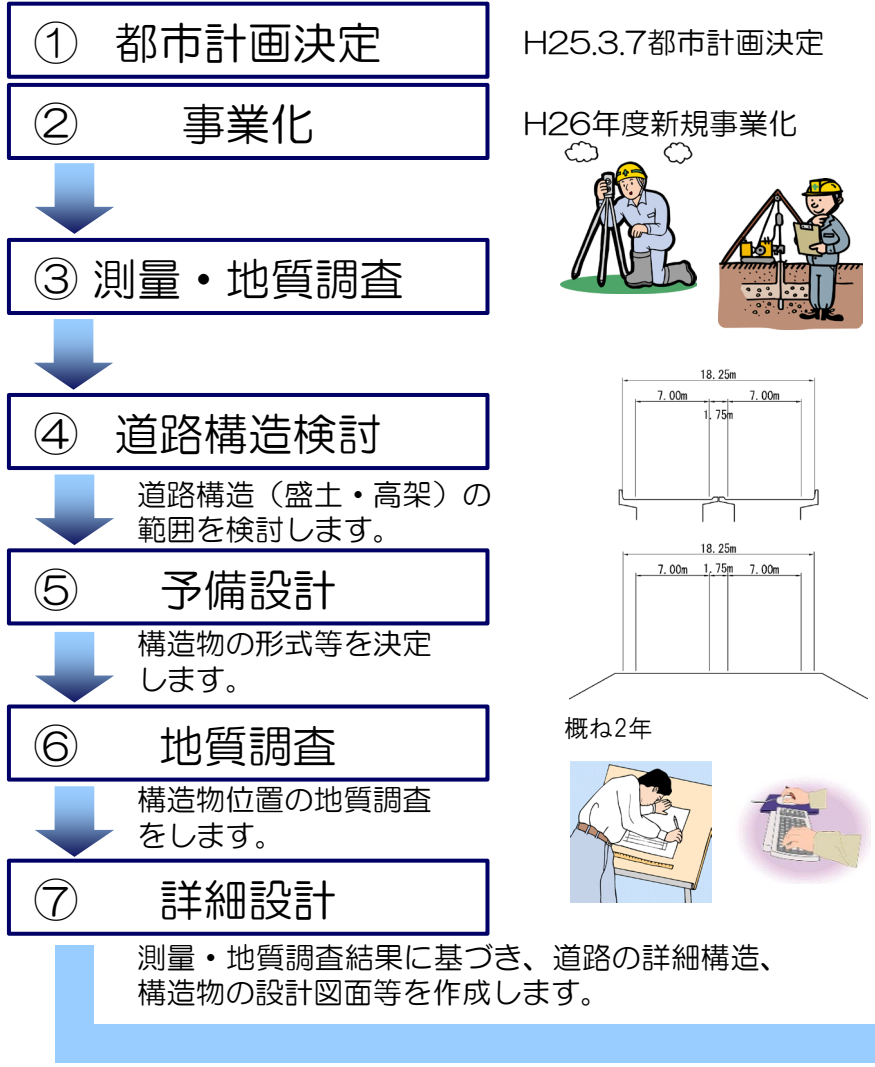 ① 都市計画決定
H25.3.7都市計画決定
② 事業化
H26年度新規事業化
③ 測量・地質調査
④ 道路構造検討
18.25m
7.00m 7.00m
1.75m
道路構造（盛土・高架）の
範囲を検討します。
⑤ 予備設計
18.25m
7.00m 1.75m 7.00m
構造物の形式等を決定
します。
⑥ 地質調査
概ね2年
構造物位置の地質調査
をします。
⑦ 詳細設計
測量・地質調査結果に基づき、道路の詳細構造、
構造物の設計図面等を作成します。